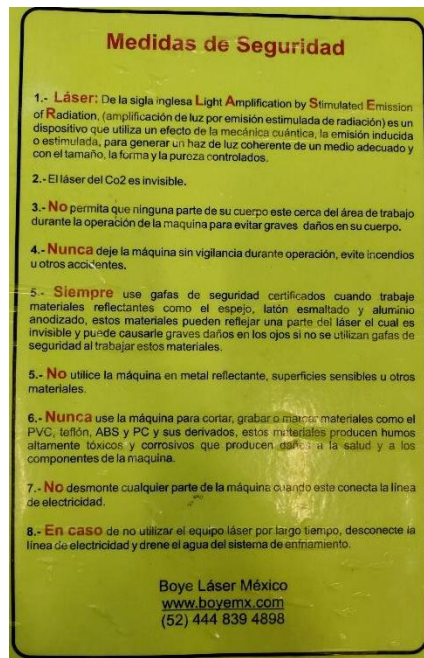 Medidas de Seguridad
1.- Láser: De la sigla inglesa Light Amplification by Stimulated Emission
of Radiation, (amplificación de luz por emisión estimulada de radiación) es un
dispositivo que utiliza un efecto de la mecánica cuántica, la emisión inducida
o estimulada, para generar un haz de luz coherente de un medio adecuado y
con el tamaño, la forma y la pureza controlados.
2.- El láser del Co2 es invisible.
3.- No permita que ninguna parte de su cuerpo este cerca del área de trabajo
durante la operación de la maquina para evitar graves daños en su cuerpo.
4.- Nunca deje la máquina sin vigilancia durante operación, evite incendios
u otros accidentes.
5.- Siempre use gafas de seguridad certificados cuando trabaje
materiales reflectantes como el espejo, latón esmaltado y aluminio
anodizado, estos materiales pueden reflejar una parte del láser el cual es
invisible y puede causarle graves daños en los ojos si no se utilizan gafas de
seguridad al trabajar estos materiales.
5.- No utilice la máquina en metal reflectante, superficies sensibles u otros
materiales.
6.- Nunca use la máquina para cortar, grabar o marcar materiales como el
PVC, teflón, ABS y PC y sus derivados, estos materiales producen humos
altamente tóxicos y corrosivos que producen daños a la salud y a los
componentes de la maquina.
7.- No desmonte cualquier parte de la máquina cuando este conecta la línea
de electricidad.
8.- En caso de no utilizar el equipo láser por largo tiempo, desconecte la
línea de electricidad y drene el agua del sistema de enfriamiento.
Boye Láser México
www.boyemx.com
(52) 444 839 4898